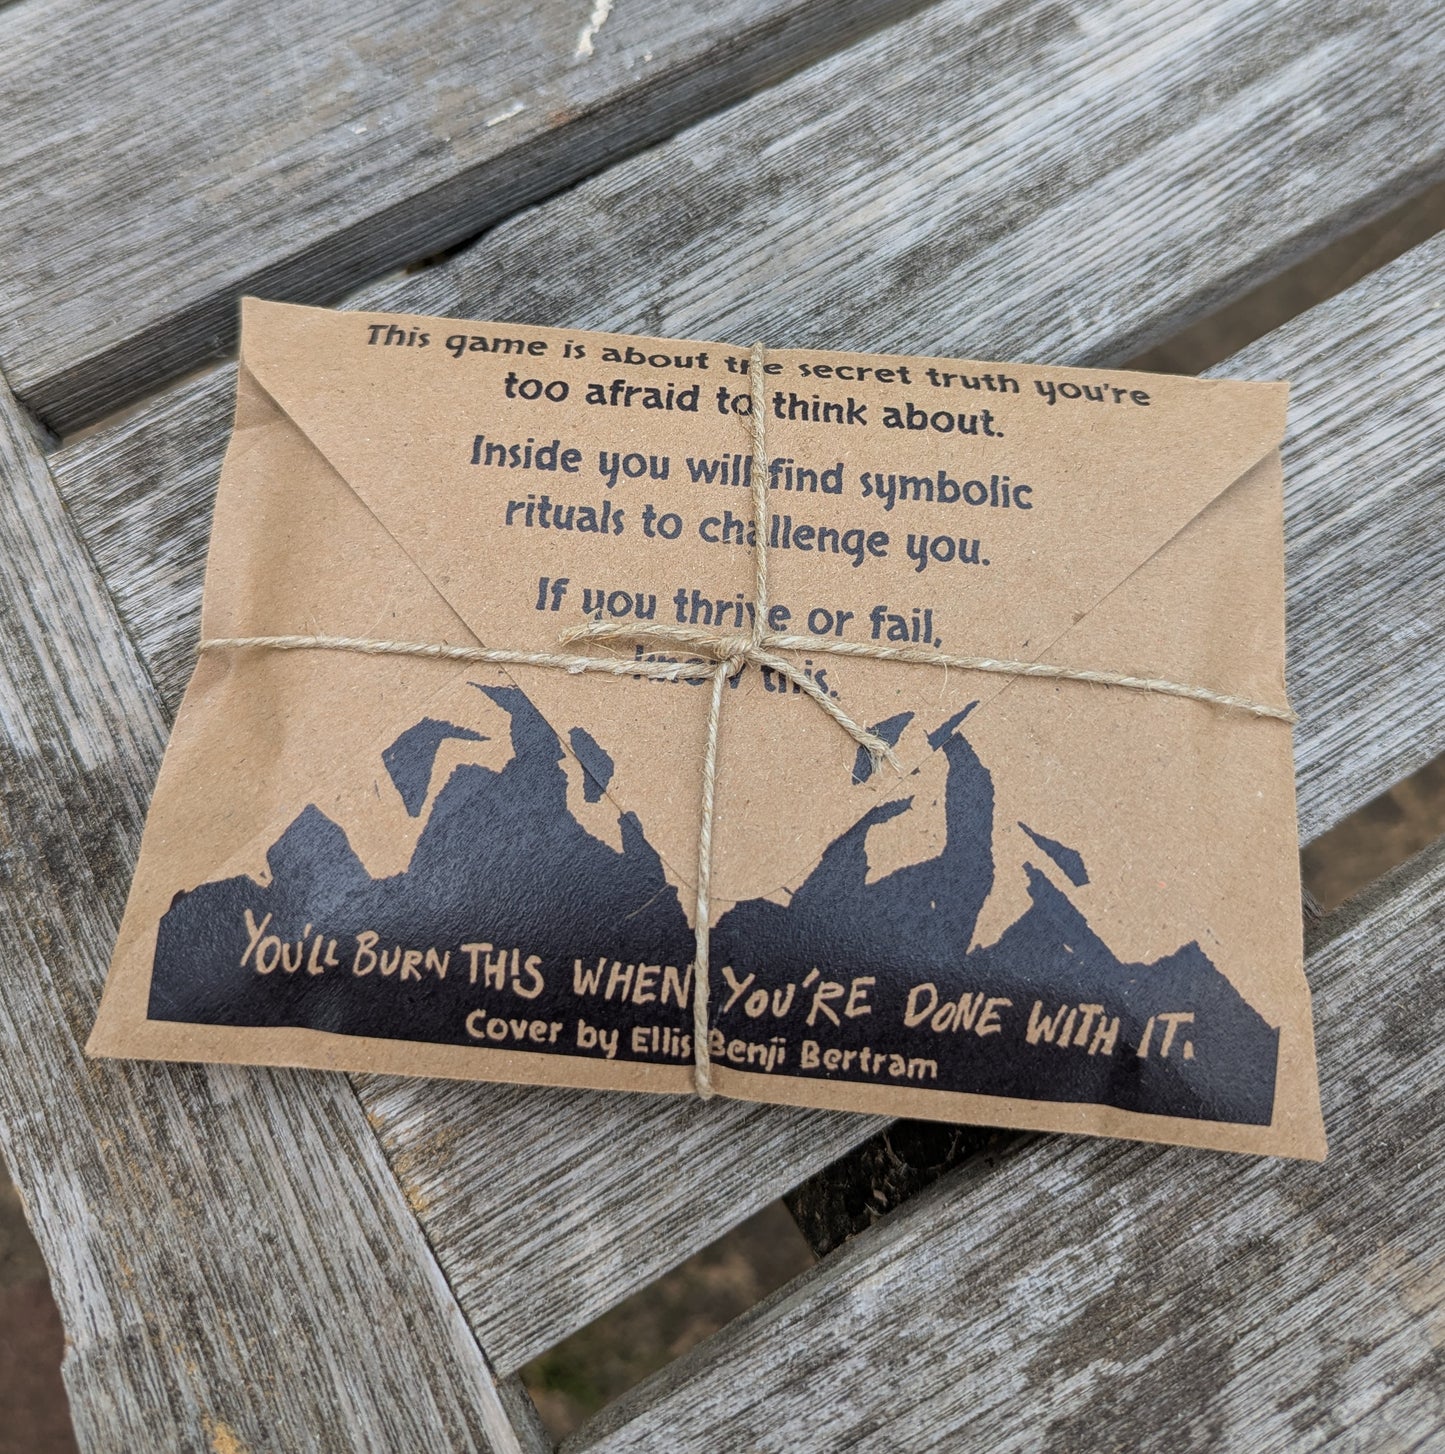 This game is about the secret truth you're
too afraid to think about.
Inside you will find symbolic
rituals to challenge you.
If you thrive or fail,
know this.
YOU'LL BURN THIS WHEN YOU'RE DONE WITH IT.
Cover by Ellis Benji Bertram